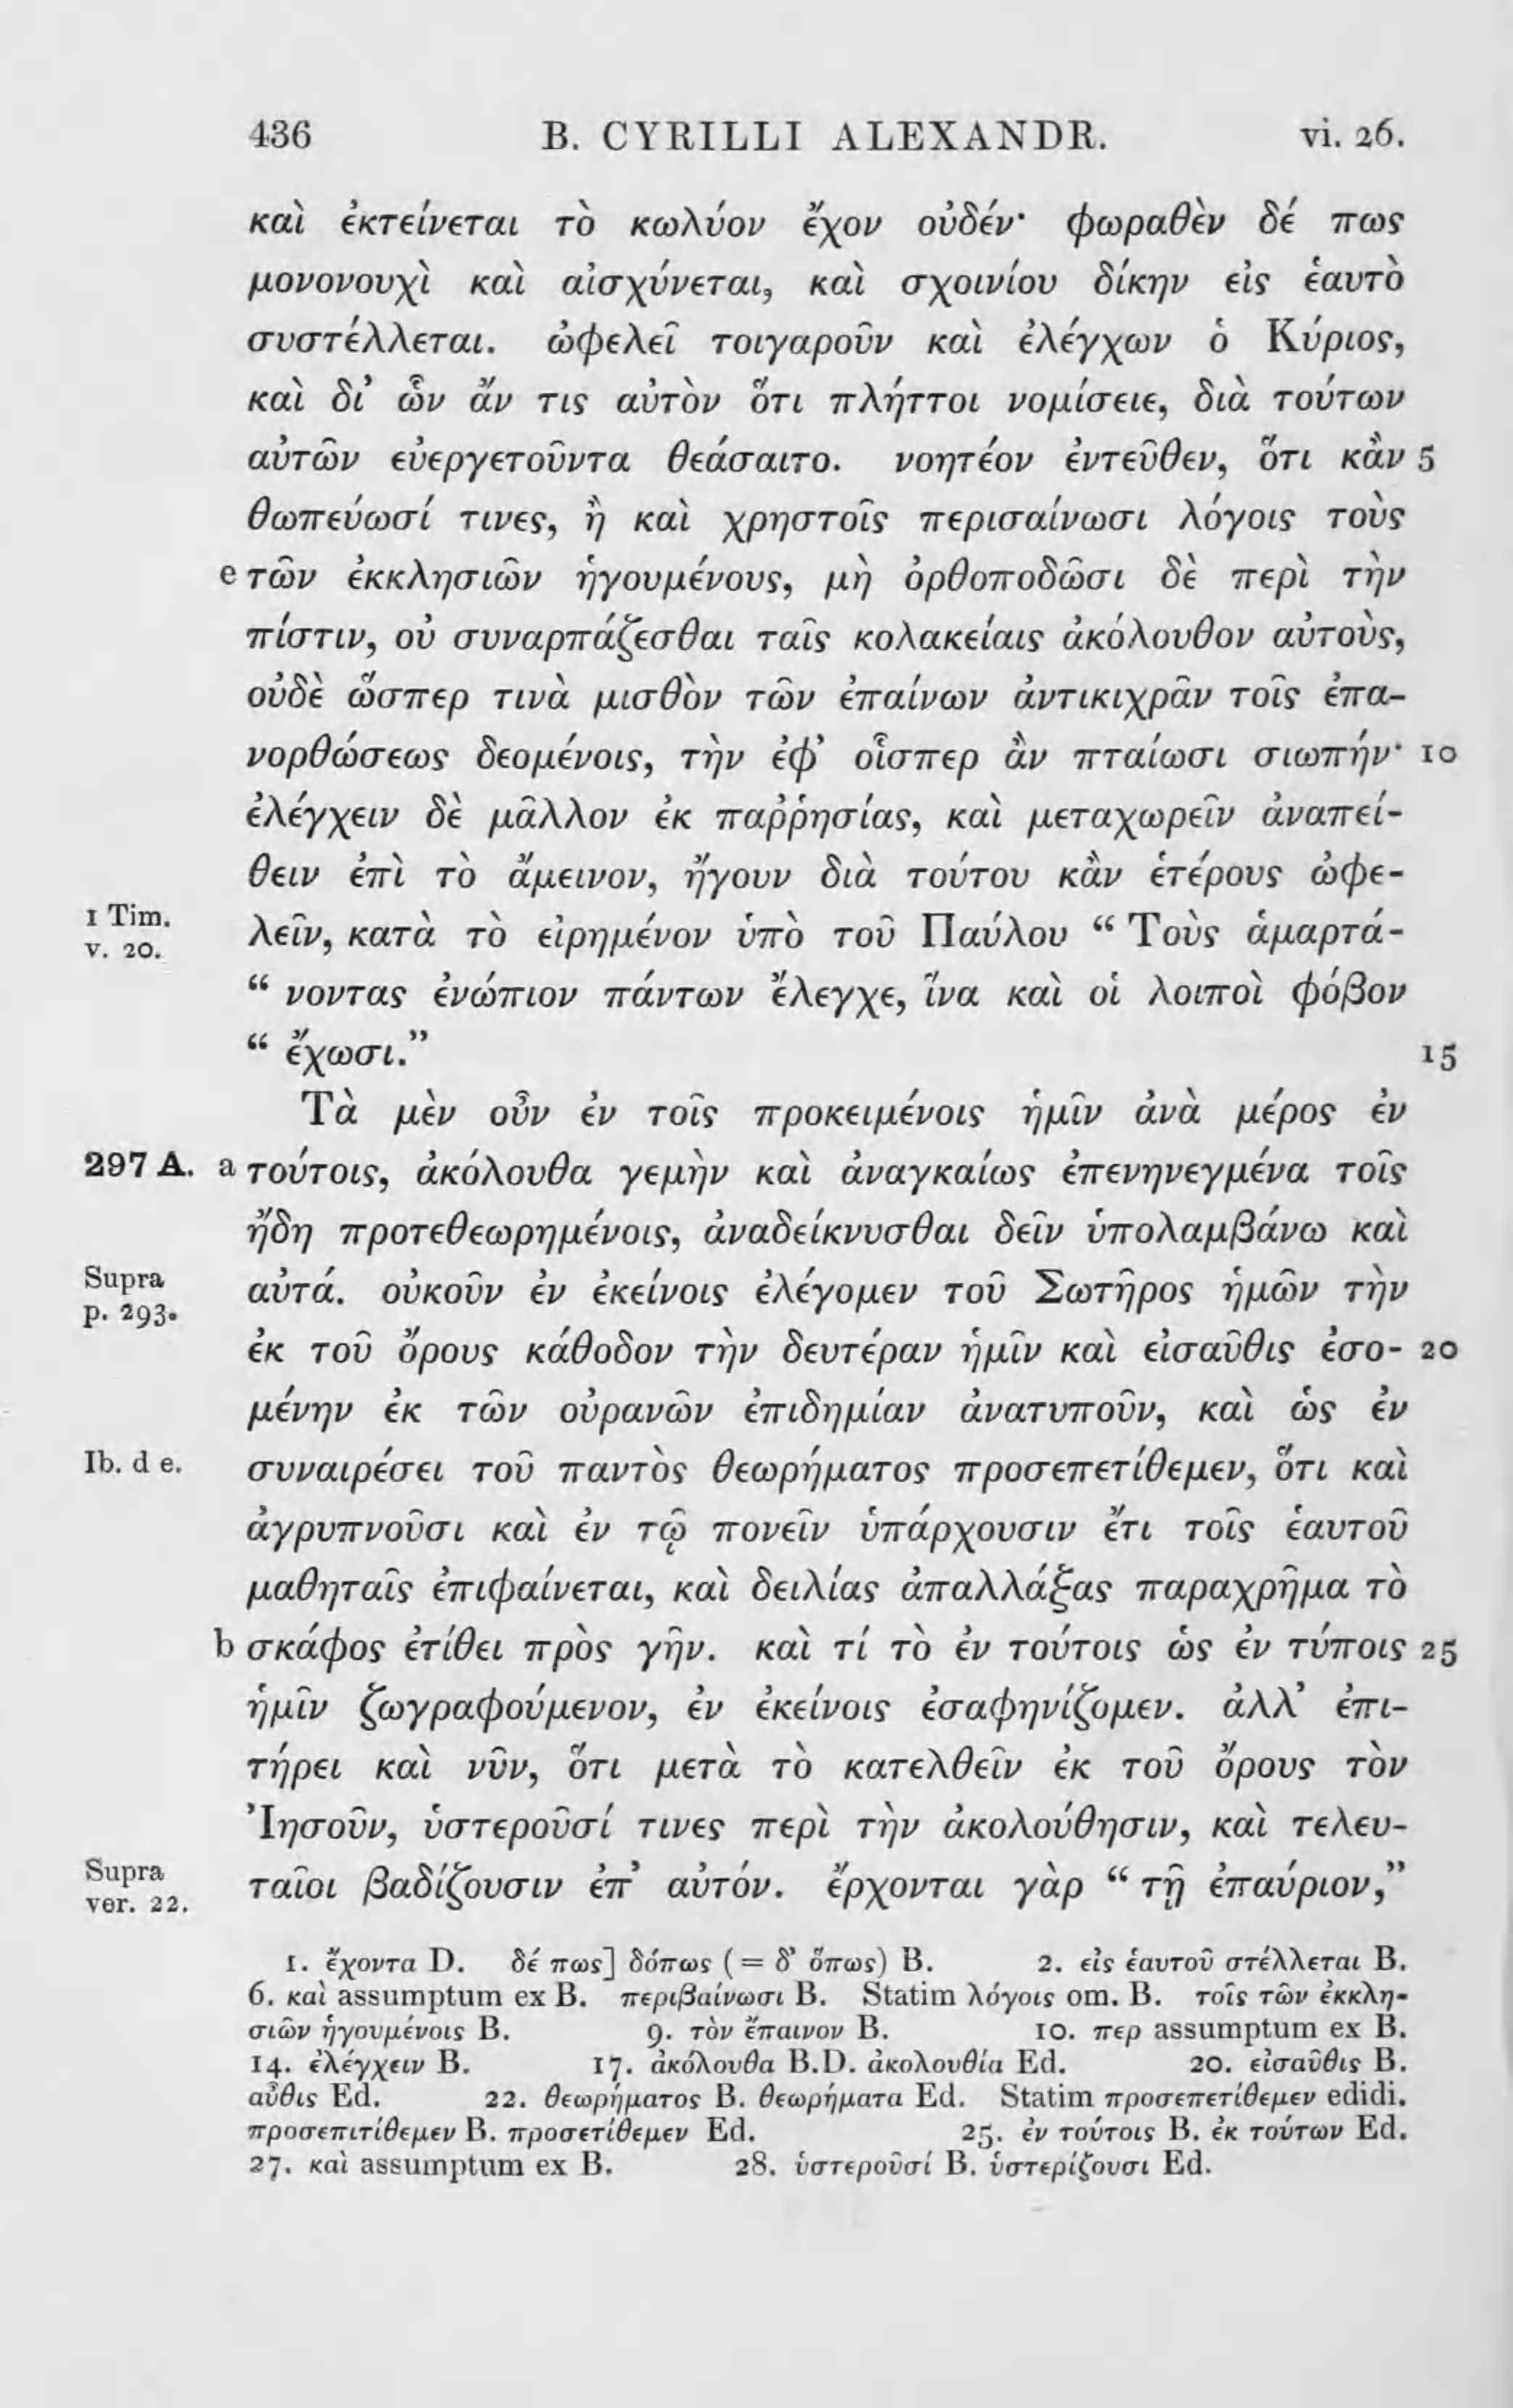 436 B. CYRILLI ALEXANDR. vi. 26.
καὶ ἐκτείνεται τὸ κωλύον ἔχον οὐδέν· φωραθὲν δέ πως
μονονουχὶ καὶ αἰσχύνεται, καὶ σχοινίου δίκην εἰς ἑαυτὸ
συστέλλεται. ὠφελεῖ τοιγαροῦν καὶ ἐλέγχων ὁ Κύριος,
καὶ δι’ ὧν ἄν τις αὐτὸν ὅτι πλήττοι νομίσειε, διὰ τούτων
αὐτῶν εὐεργετοῦντα θεάσαιτο. νοητέον ἐντεῦθεν, ὅτι κἂν 5
θωπεύωσί τινες, ἢ καὶ χρηστοῖς περισαίνωσι λόγοις τοὺς
e τῶν ἐκκλησιῶν ἡγουμένους, μὴ ὀρθοποδῶσι δὲ περὶ τὴν
πίστιν, οὐ συναρπάζεσθαι ταῖς κολακείαις ἀκόλουθον αὐτοὺς,
οὐδὲ ὥσπερ τινὰ μισθὸν τῶν ἐπαίνων ἀντικιχρᾶν τοῖς ἐπα-
νορθώσεως δεομένοις, τὴν ἐφ’ οἷσπερ ἂν πταίωσι σιωπήν· 10
ἐλέγχειν δὲ μᾶλλον ἐκ παῤῥησίας, καὶ μεταχωρεῖν ἀναπεί-
θειν ἐπὶ τὸ ἄμεινον, ἤγουν διὰ τούτου κἂν ἑτέρους ὠφε-
1 Tim. v. 20. λεῖν, κατὰ τὸ εἰρημένον ὑπὸ τοῦ Παύλου “ Τοὺς ἁμαρτά-
“ νοντας ἐνώπιον πάντων ἔλεγχε, ἵνα καὶ οἱ λοιποὶ φόβον
“ ἔχωσι.” 15
Τὰ μὲν οὖν ἐν τοῖς προκειμένοις ἡμῖν ἀνὰ μέρος ἐν
297 A. a τούτοις, ἀκόλουθα γεμὴν καὶ ἀναγκαίως ἐπενηνεγμένα τοῖς
ἤδη προτεθεωρημένοις, ἀναδείκνυσθαι δεῖν ὑπολαμβάνω καὶ
Supra p. 293. αὐτά. οὐκοῦν ἐν ἐκείνοις ἐλέγομεν τοῦ Σωτῆρος ἡμῶν τὴν
ἐκ τοῦ ὄρους κάθοδον τὴν δευτέραν ἡμῖν καὶ εἰσαῦθις ἐσο- 20
μένην ἐκ τῶν οὐρανῶν ἐπιδημίαν ἀνατυποῦν, καὶ ὡς ἐν
Ib. d e. συναιρέσει τοῦ παντὸς θεωρήματος προσεπετίθεμεν, ὅτι καὶ
ἀγρυπνοῦσι καὶ ἐν τῷ πονεῖν ὑπάρχουσιν ἔτι τοῖς ἑαυτοῦ
μαθηταῖς ἐπιφαίνεται, καὶ δειλίας ἀπαλλάξας παραχρῆμα τὸ
b σκάφος ἐτίθει πρὸς γῆν. καὶ τί τὸ ἐν τούτοις ὡς ἐν τύποις 25
ἡμῖν ζωγραφούμενον, ἐν ἐκείνοις ἐσαφηνίζομεν. ἀλλ’ ἐπι-
τήρει καὶ νῦν, ὅτι μετὰ τὸ κατελθεῖν ἐκ τοῦ ὄρους τὸν
Ἰησοῦν, ὑστεροῦσί τινες περὶ τὴν ἀκολούθησιν, καὶ τελευ-
Supra ver. 22. ταῖοι βαδίζουσιν ἐπ’ αὐτόν. ἔρχονται γὰρ “ τῇ ἐπαύριον,”
1. ἔχοντα D. δέ πως] δόπως (= δ’ ὅπως) B. 2. εἰς ἑαυτοῦ στέλλεται B.
6. καὶ assumptum ex B. περιβαίνωσι B. Statim λόγοις om. B. τοῖς τῶν ἐκκλη-
σιῶν ἡγουμένοις B. 9. τὸν ἔπαινον B. 10. περ assumptum ex B.
14. ἐλέγχειν B. 17. ἀκόλουθα B.D. ἀκολουθία Ed. 20. εἰσαῦθις B.
αὖθις Ed. 22. θεωρήματος B. θεωρήματα Ed. Statim προσεπετίθεμεν edidi.
προσεπιτίθεμεν B. προσετίθεμεν Ed. 25. ἐν τούτοις B. ἐκ τούτων Ed.
27. καὶ assumptum ex B. 28. ὑστεροῦσί B. ὑστερίζουσι Ed.